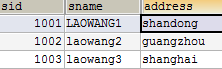 sid sname address
1001 LAOWANG1 shandong
1002 laowang2 guangzhou
1003 laowang3 shanghai